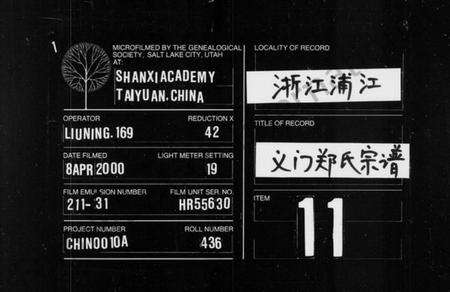 1
MICROFILMED BY THE GENEALOGICAL
SOCIETY, SALT LAKE CITY, UTAH
AT:
SHANXI ACADEMY
TAIYUAN, CHINA
OPERATOR
REDUCTION X
LIUNING.169
42
DATE FILMED
LIGHT METER SETTING
8APR2000
19
FILM EMULSION NUMBER
FILM UNIT SER. NO.
211-31
HR55630
PROJECT NUMBER
ROLL NUMBER
CHINOO10A
436
LOCALITY OF RECORD
浙江浦江
TITLE OF RECORD
义门郑氏宗谱
ITEM
11